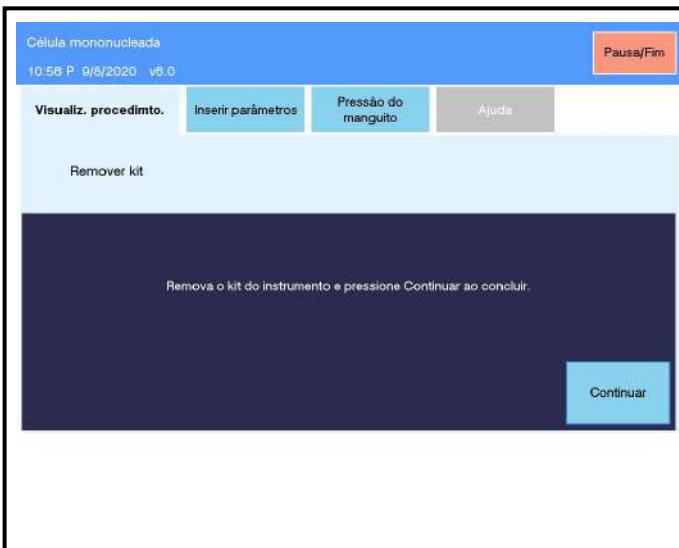 Célula mononucleada
Pausa/Fim
10:56 P 9/8/2020 v6.0
Visualiz. procedimto.
Inserir parâmetros
Pressão do
manguito
Ajuda
Remover kit
Remova o kit do instrumento e pressione Continuar ao concluir.
Continuar